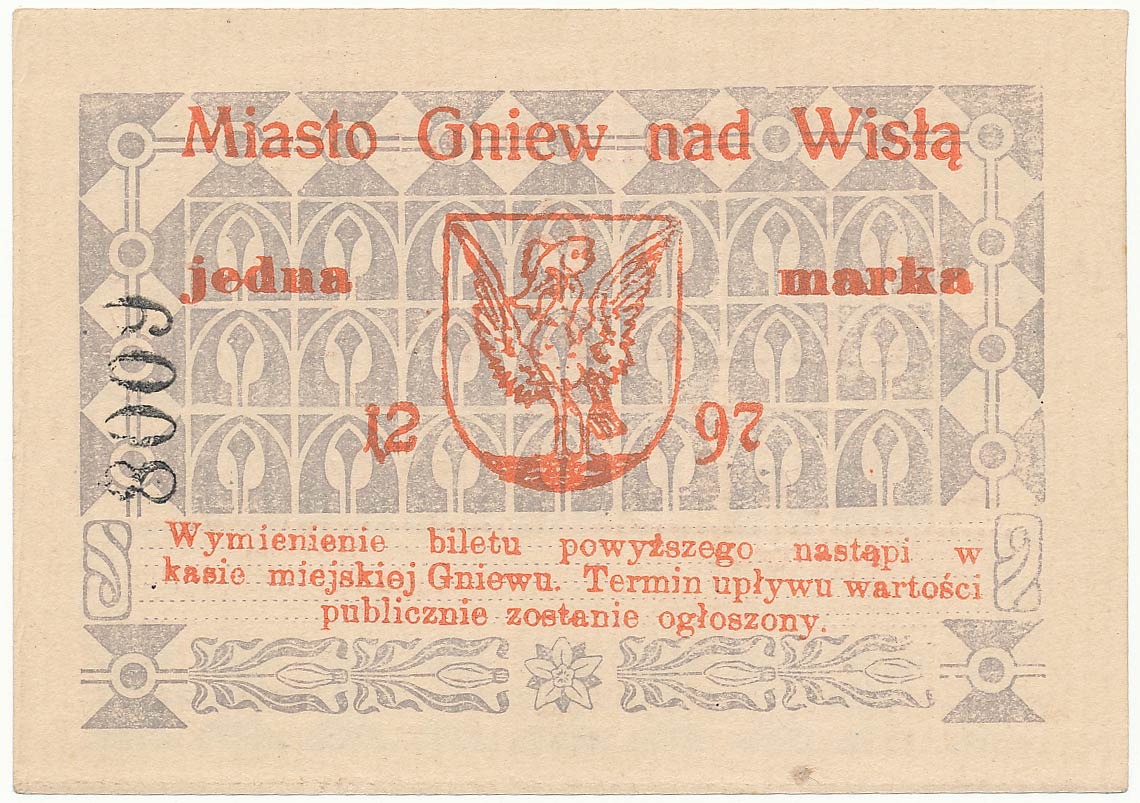 Miasto Gniew nad Wisłą
jedna marka
8009
12 97
Wymienienie biletu powyższego nastąpi w
kasie miejskiej Gniewu. Termin upływu wartości
publicznie zostanie ogłoszony.